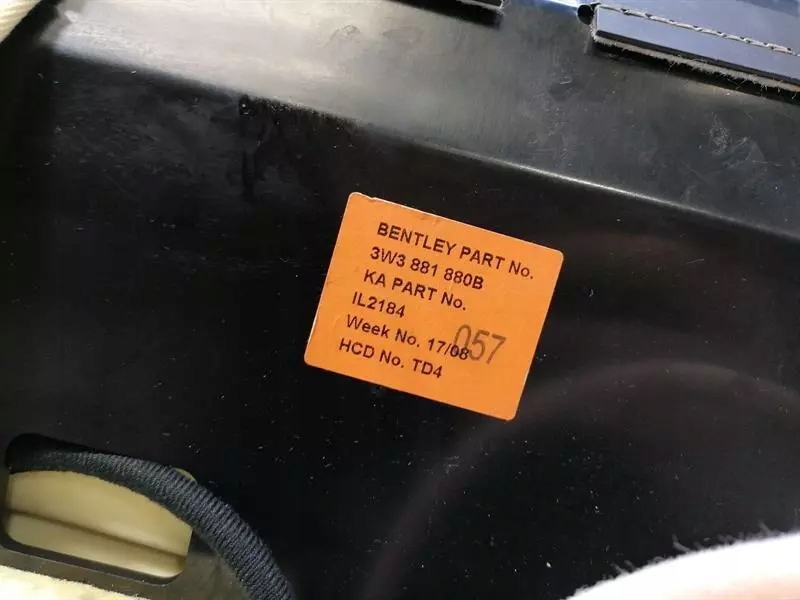 BENTLEY PART No.
3W3 881 880B
KA PART No.
IL2184
Week No. 17/08
057
HCD No. TD4